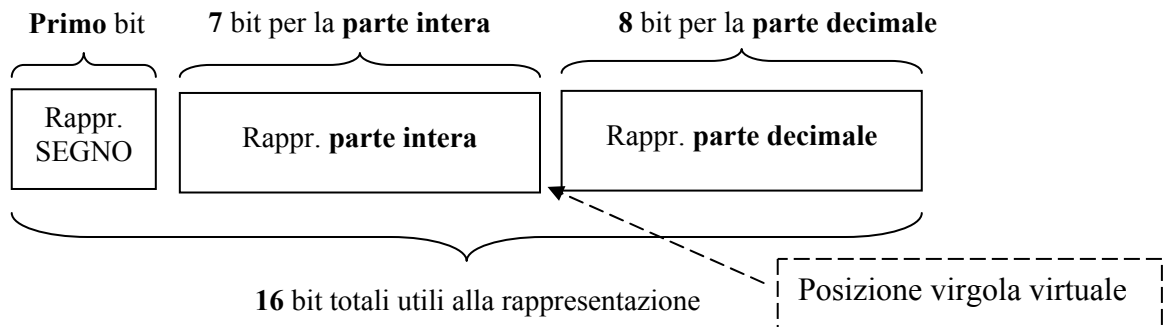 Primo bit 7 bit per la parte intera 8 bit per la parte decimale
Rappr.
SEGNO
Rappr. parte intera
Rappr. parte decimale
16 bit totali utili alla rappresentazione
Posizione virgola virtuale